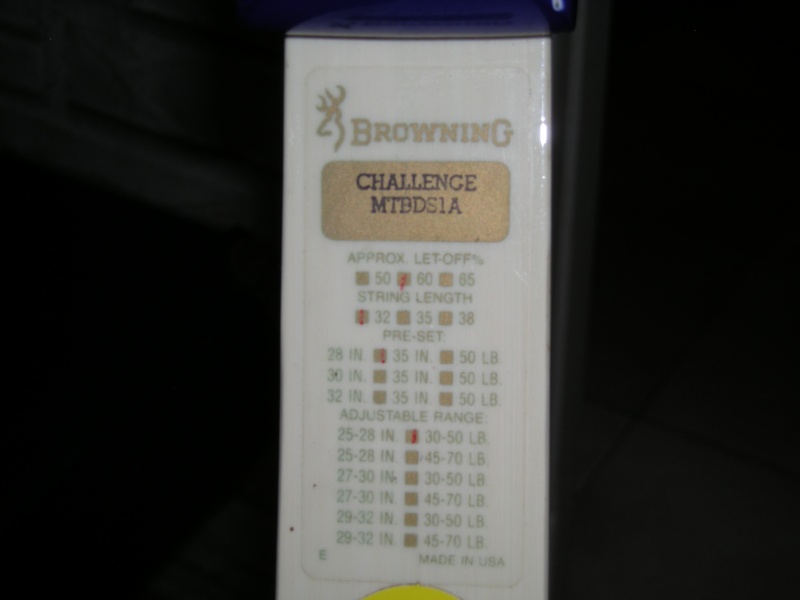 BROWNING
CHALLENGE
MTBDS1A
APPROX. LET-OFF%
50 60 65
STRING LENGTH
32 35 38
PRE-SET:
28 IN. 35 IN. 50 LB.
30 IN. 35 IN. 50 LB.
32 IN. 35 IN. 50 LB.
ADJUSTABLE RANGE:
25-28 IN. 30-50 LB.
25-28 IN. 45-70 LB.
27-30 IN. 30-50 LB.
27-30 IN. 45-70 LB.
29-32 IN. 30-50 LB.
29-32 IN. 45-70 LB.
E MADE IN USA